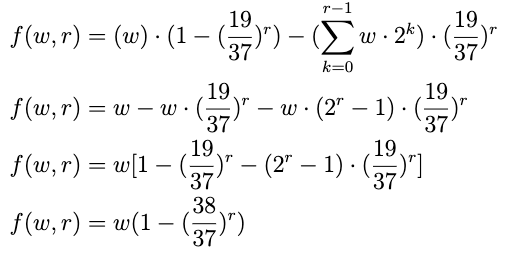 f(w, r) = (w) · (1 − (19/37)^r) − (∑_{k=0}^{r−1} w · 2^k) · (19/37)^r
f(w, r) = w − w · (19/37)^r − w · (2^r − 1) · (19/37)^r
f(w, r) = w[1 − (19/37)^r − (2^r − 1) · (19/37)^r]
f(w, r) = w(1 − (38/37)^r)